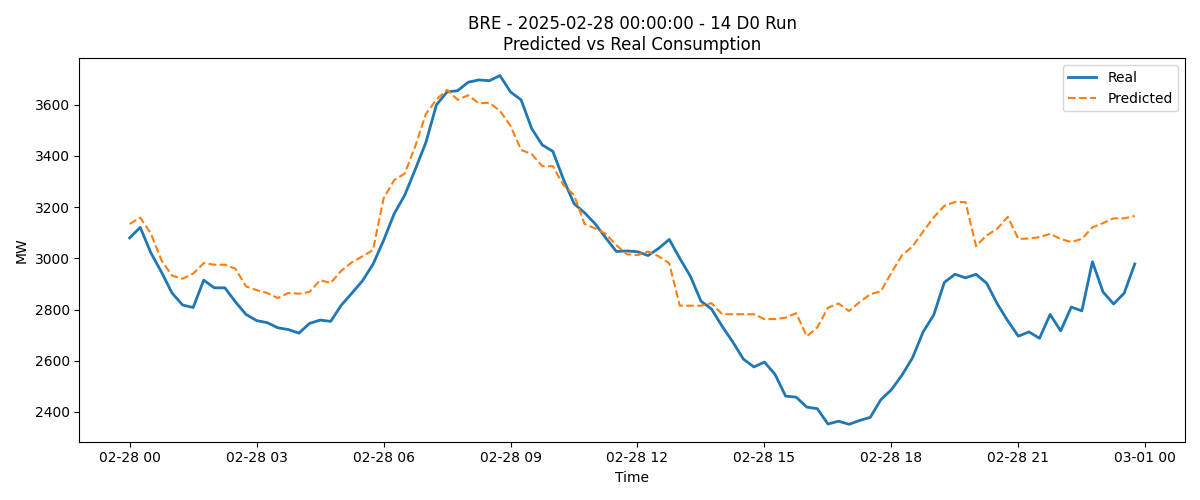 BRE - 2025-02-28 00:00:00 - 14 D0 Run
Predicted vs Real Consumption
Real
Predicted
MW
3600
3400
3200
3000
2800
2600
2400
02-28 00
02-28 03
02-28 06
02-28 09
02-28 12
02-28 15
02-28 18
02-28 21
03-01 00
Time